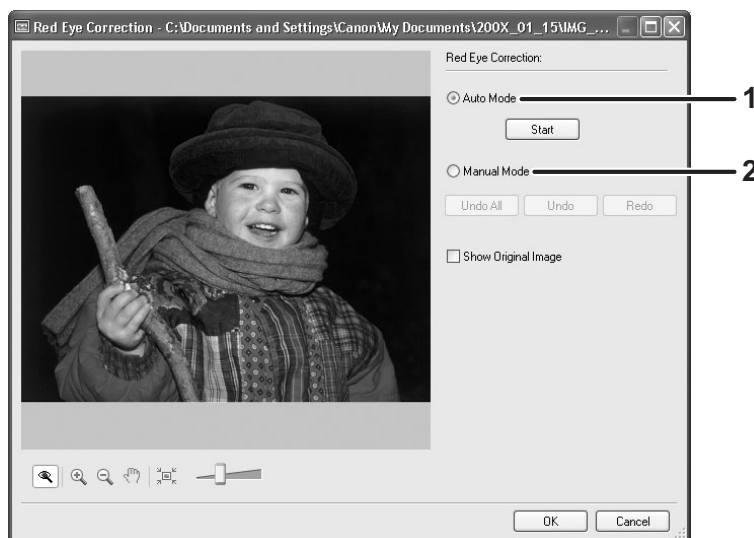 Red Eye Correction - C:\Documents and Settings\Canon\My Documents\200X_01_15\IMG_...
Red Eye Correction:
Auto Mode
1
Start
Manual Mode
2
Undo All Undo Redo
Show Original Image
OK Cancel